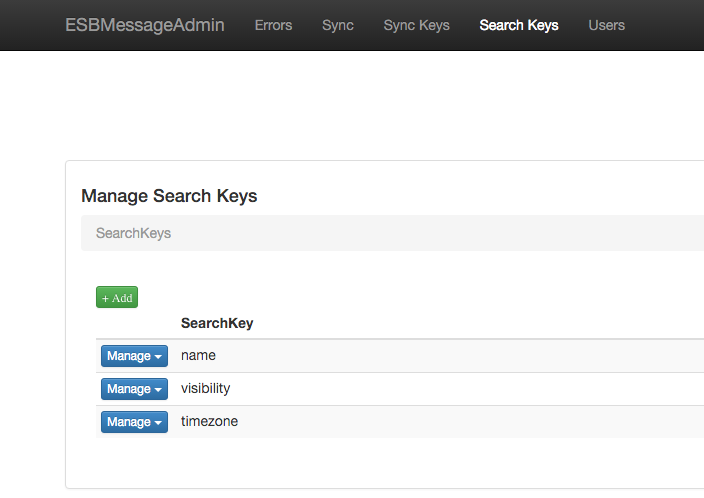 ESBMessageAdmin Errors Sync Sync Keys Search Keys Users
Manage Search Keys
SearchKeys
+ Add
SearchKey
Manage name
Manage visibility
Manage timezone